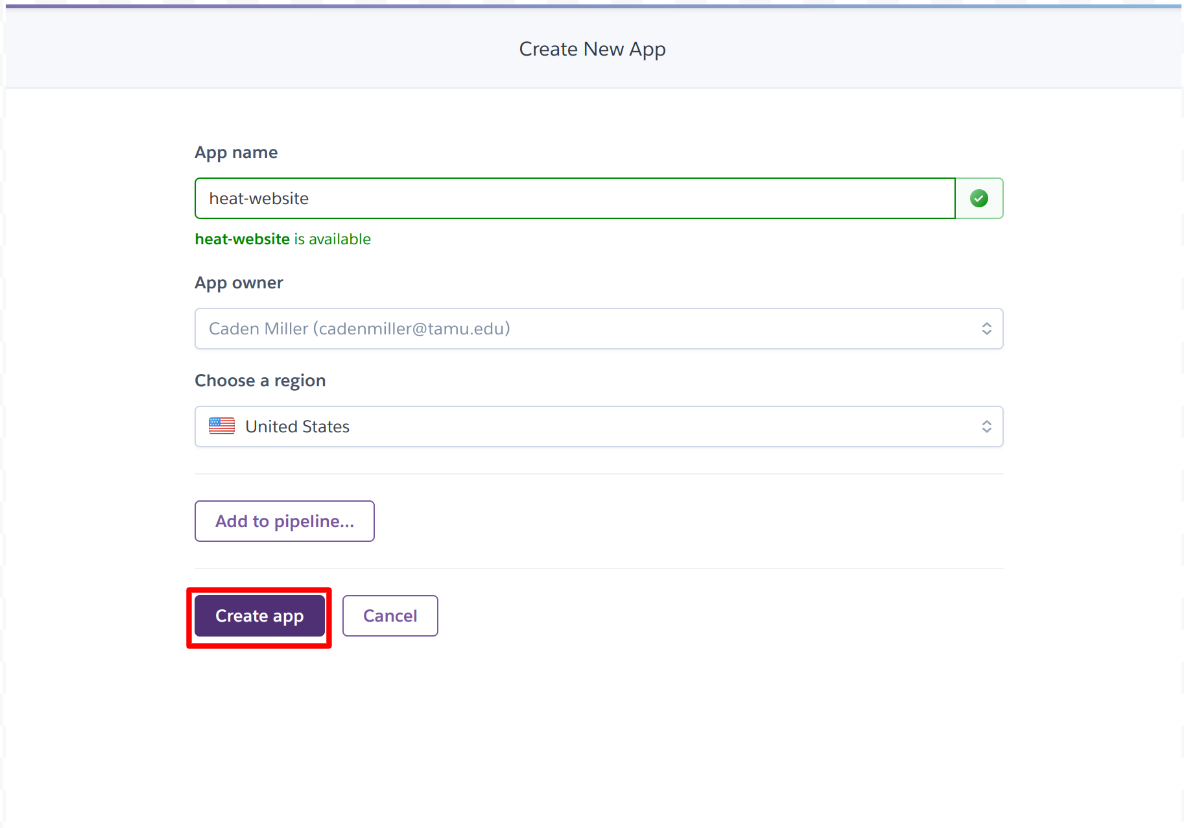 Create New App
App name
heat-website
heat-website is available
App owner
Caden Miller (cadenmiller@tamu.edu)
Choose a region
United States
Add to pipeline...
Create app
Cancel